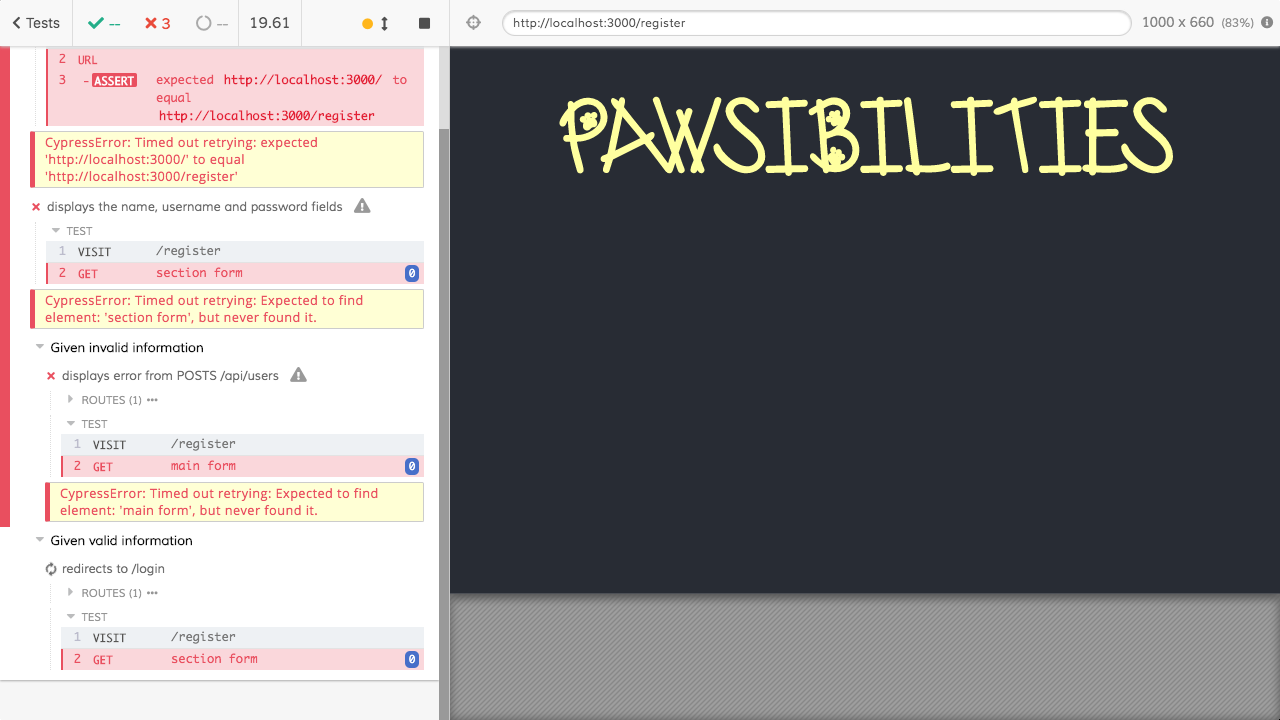 Tests
--
3
--
19.61
http://localhost:3000/register
1000 x 660 (83%)
2 URL
3 - ASSERT expected http://localhost:3000/ to
equal
http://localhost:3000/register
CypressError: Timed out retrying: expected
'http://localhost:3000/' to equal
'http://localhost:3000/register'
displays the name, username and password fields
TEST
1 VISIT /register
2 GET section form 0
CypressError: Timed out retrying: Expected to find
element: 'section form', but never found it.
Given invalid information
displays error from POSTS /api/users
ROUTES (1) •••
TEST
1 VISIT /register
2 GET main form 0
CypressError: Timed out retrying: Expected to find
element: 'main form', but never found it.
Given valid information
redirects to /login
ROUTES (1) •••
TEST
1 VISIT /register
2 GET section form 0
PAWSIBILITIES